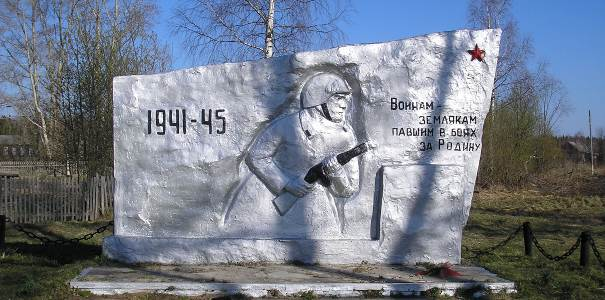 1941-45
Воинам -
землякам
павшим в боях
за Родину